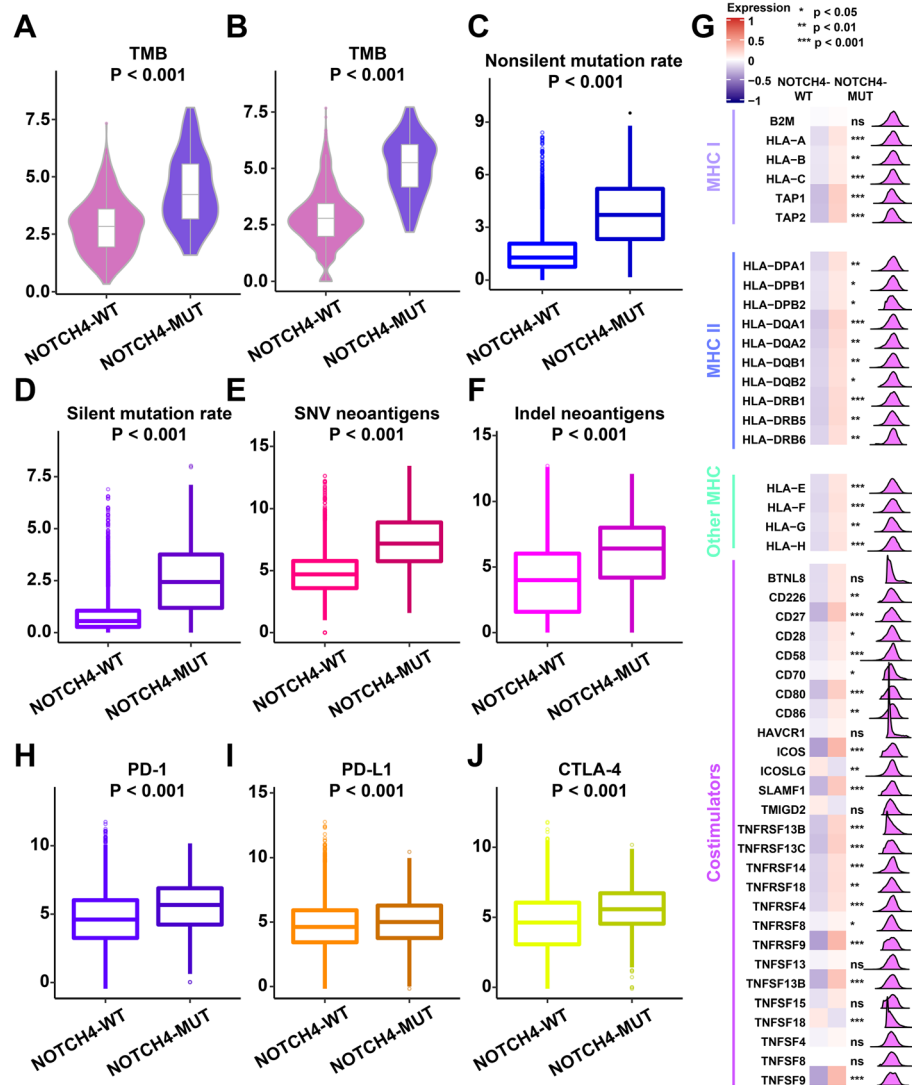 A
TMB
P < 0.001
7.5
5.0
2.5
0.0
NOTCH4-WT
NOTCH4-MUT
B
TMB
P < 0.001
7.5
5.0
2.5
0.0
NOTCH4-WT
NOTCH4-MUT
C
Nonsilent mutation rate
P < 0.001
9
6
3
0
NOTCH4-WT
NOTCH4-MUT
D
Silent mutation rate
P < 0.001
7.5
5.0
2.5
0.0
NOTCH4-WT
NOTCH4-MUT
E
SNV neoantigens
P < 0.001
15
10
5
0
NOTCH4-WT
NOTCH4-MUT
F
Indel neoantigens
P < 0.001
15
10
5
0
NOTCH4-WT
NOTCH4-MUT
H
PD-1
P < 0.001
10
5
0
NOTCH4-WT
NOTCH4-MUT
I
PD-L1
P < 0.001
15
10
5
0
NOTCH4-WT
NOTCH4-MUT
J
CTLA-4
P < 0.001
10
5
0
NOTCH4-WT
NOTCH4-MUT
G
Expression
1
0.5
0
−0.5
−1
* p < 0.05
** p < 0.01
*** p < 0.001
NOTCH4-WT
NOTCH4-MUT
MHC I
B2M ns
HLA−A ***
HLA−B **
HLA−C ***
TAP1 ***
TAP2 ***
MHC II
HLA−DPA1 **
HLA−DPB1 *
HLA−DPB2 *
HLA−DQA1 ***
HLA−DQA2 **
HLA−DQB1 **
HLA−DQB2 *
HLA−DRB1 ***
HLA−DRB5 **
HLA−DRB6 **
Other MHC
HLA−E ***
HLA−F ***
HLA−G **
HLA−H ***
Costimulators
BTNL8 ns
CD226 **
CD27 ***
CD28 *
CD58 ***
CD70 *
CD80 ***
CD86 **
HAVCR1 ns
ICOS ***
ICOSLG **
SLAMF1 ***
TMIGD2 ns
TNFRSF13B ***
TNFRSF13C ***
TNFRSF14 ***
TNFRSF18 **
TNFRSF4 ***
TNFRSF8 *
TNFRSF9 ***
TNFSF13 ns
TNFSF13B ***
TNFSF15 ns
TNFSF18 ***
TNFSF4 ns
TNFSF8 ns
TNFSF9 ***